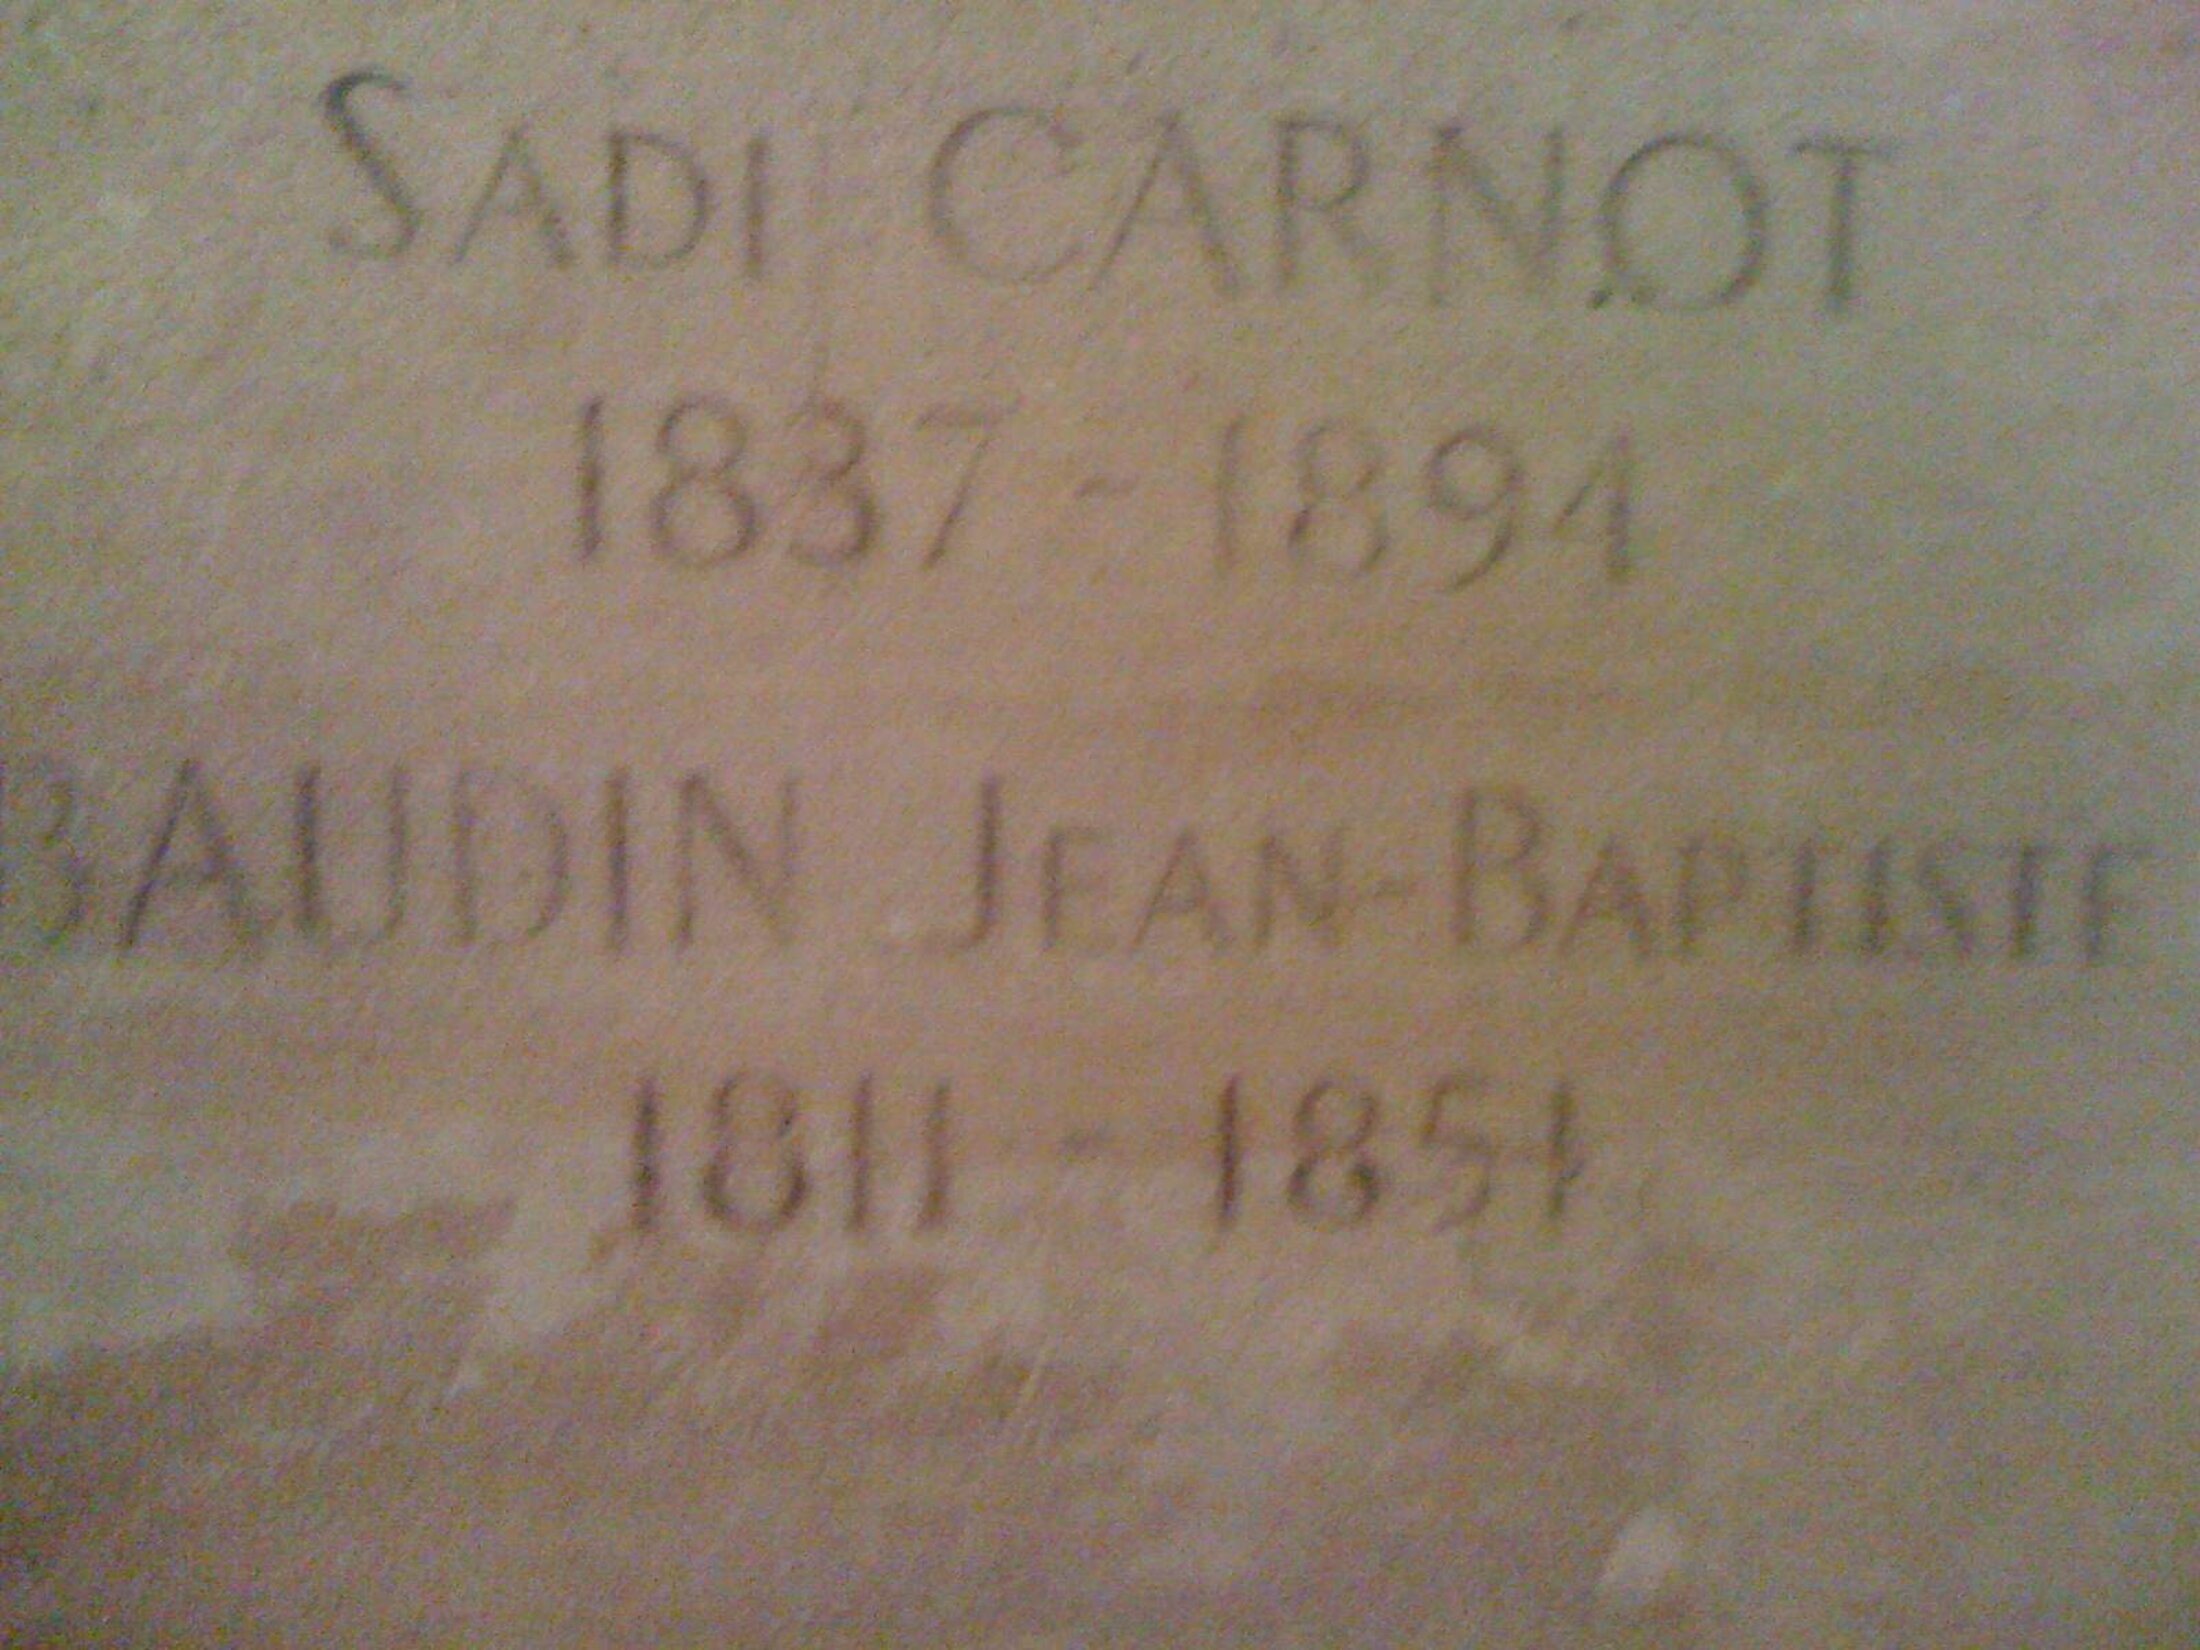 SADI CARNOT
1837 - 1894
BAUDIN JEAN-BAPTISTE
1811 - 1851